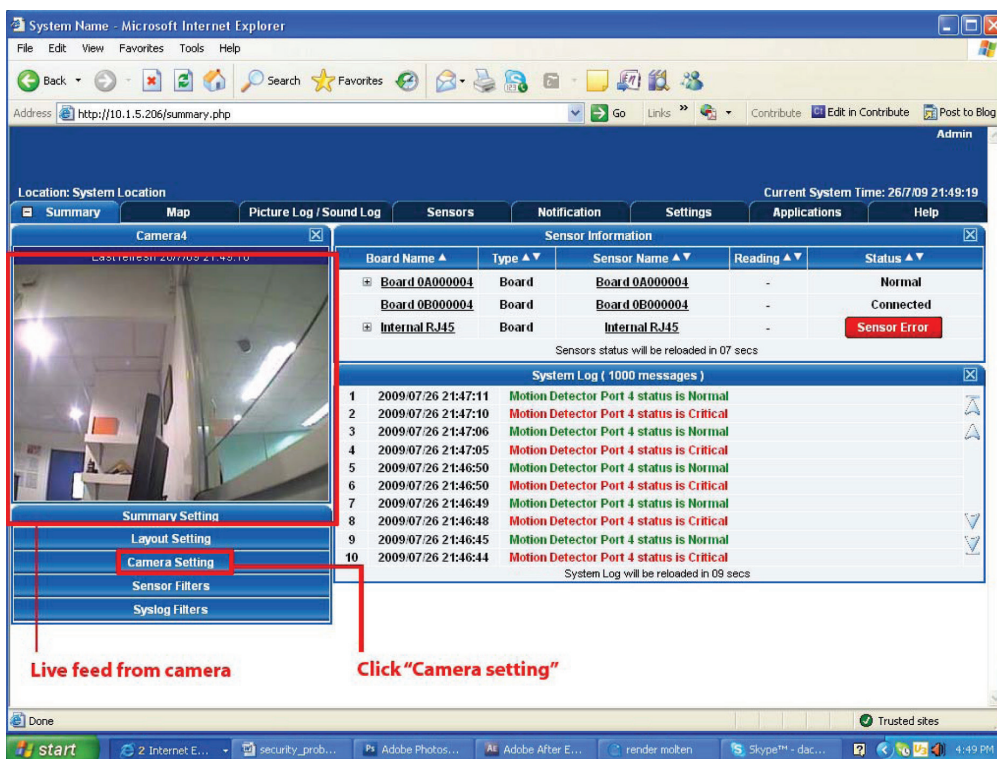 System Name - Microsoft Internet Explorer
File Edit View Favorites Tools Help
Back Search Favorites
Address http://10.1.5.206/summary.php Go Links » Contribute Edit in Contribute Post to Blog
Admin
Location: System Location Current System Time: 26/7/09 21:49:19
Summary Map Picture Log / Sound Log Sensors Notification Settings Applications Help
Camera4
Last refresh 26/7/09 21:49:10
Summary Setting
Layout Setting
Camera Setting
Sensor Filters
Syslog Filters
Sensor Information
Board Name ▲ Type ▲▼ Sensor Name ▲▼ Reading ▲▼ Status ▲▼
Board 0A000004 Board Board 0A000004 - Normal
Board 0B000004 Board Board 0B000004 - Connected
Internal RJ45 Board Internal RJ45 - Sensor Error
Sensors status will be reloaded in 07 secs
System Log ( 1000 messages )
1 2009/07/26 21:47:11 Motion Detector Port 4 status is Normal
2 2009/07/26 21:47:10 Motion Detector Port 4 status is Critical
3 2009/07/26 21:47:06 Motion Detector Port 4 status is Normal
4 2009/07/26 21:47:05 Motion Detector Port 4 status is Critical
5 2009/07/26 21:46:50 Motion Detector Port 4 status is Normal
6 2009/07/26 21:46:50 Motion Detector Port 4 status is Critical
7 2009/07/26 21:46:49 Motion Detector Port 4 status is Normal
8 2009/07/26 21:46:48 Motion Detector Port 4 status is Critical
9 2009/07/26 21:46:45 Motion Detector Port 4 status is Normal
10 2009/07/26 21:46:44 Motion Detector Port 4 status is Critical
System Log will be reloaded in 09 secs
Live feed from camera
Click "Camera setting"
Done Trusted sites
start 2 Internet E... security_prob... Ps Adobe Photos... Ae Adobe After E... render molten Skype™ - dac... 4:49 PM